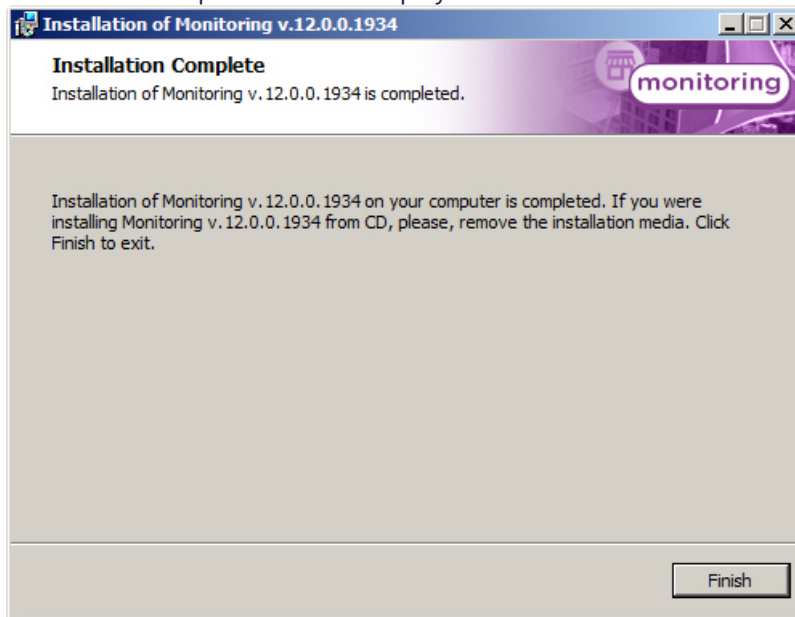 Installation of Monitoring v.12.0.0.1934
Installation Complete
Installation of Monitoring v.12.0.0.1934 is completed.
monitoring
Installation of Monitoring v.12.0.0.1934 on your computer is completed. If you were
installing Monitoring v.12.0.0.1934 from CD, please, remove the installation media. Click
Finish to exit.
Finish